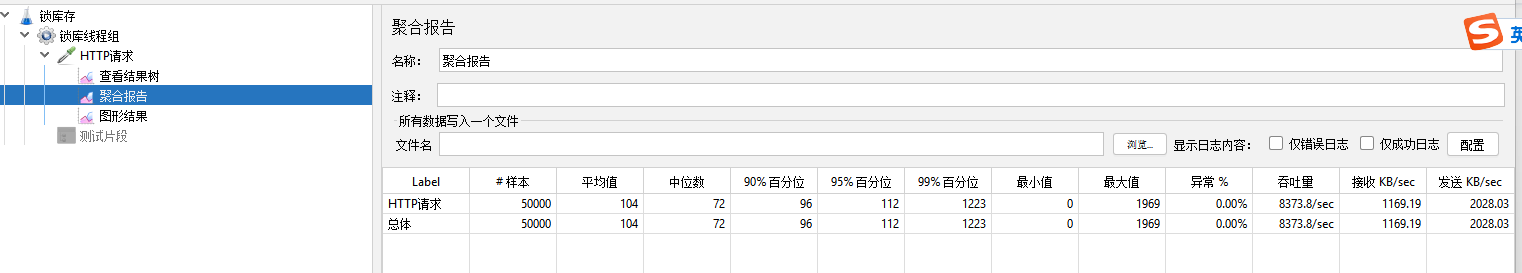 锁库存
锁库线程组
HTTP请求
查看结果树
聚合报告
图形结果
测试片段
聚合报告
名称： 聚合报告
注释：
所有数据写入一个文件
文件名 浏览... 显示日志内容： 仅错误日志 仅成功日志 配置
Label # 样本 平均值 中位数 90% 百分位 95% 百分位 99% 百分位 最小值 最大值 异常 % 吞吐量 接收 KB/sec 发送 KB/sec
HTTP请求 50000 104 72 96 112 1223 0 1969 0.00% 8373.8/sec 1169.19 2028.03
总体 50000 104 72 96 112 1223 0 1969 0.00% 8373.8/sec 1169.19 2028.03
S
英